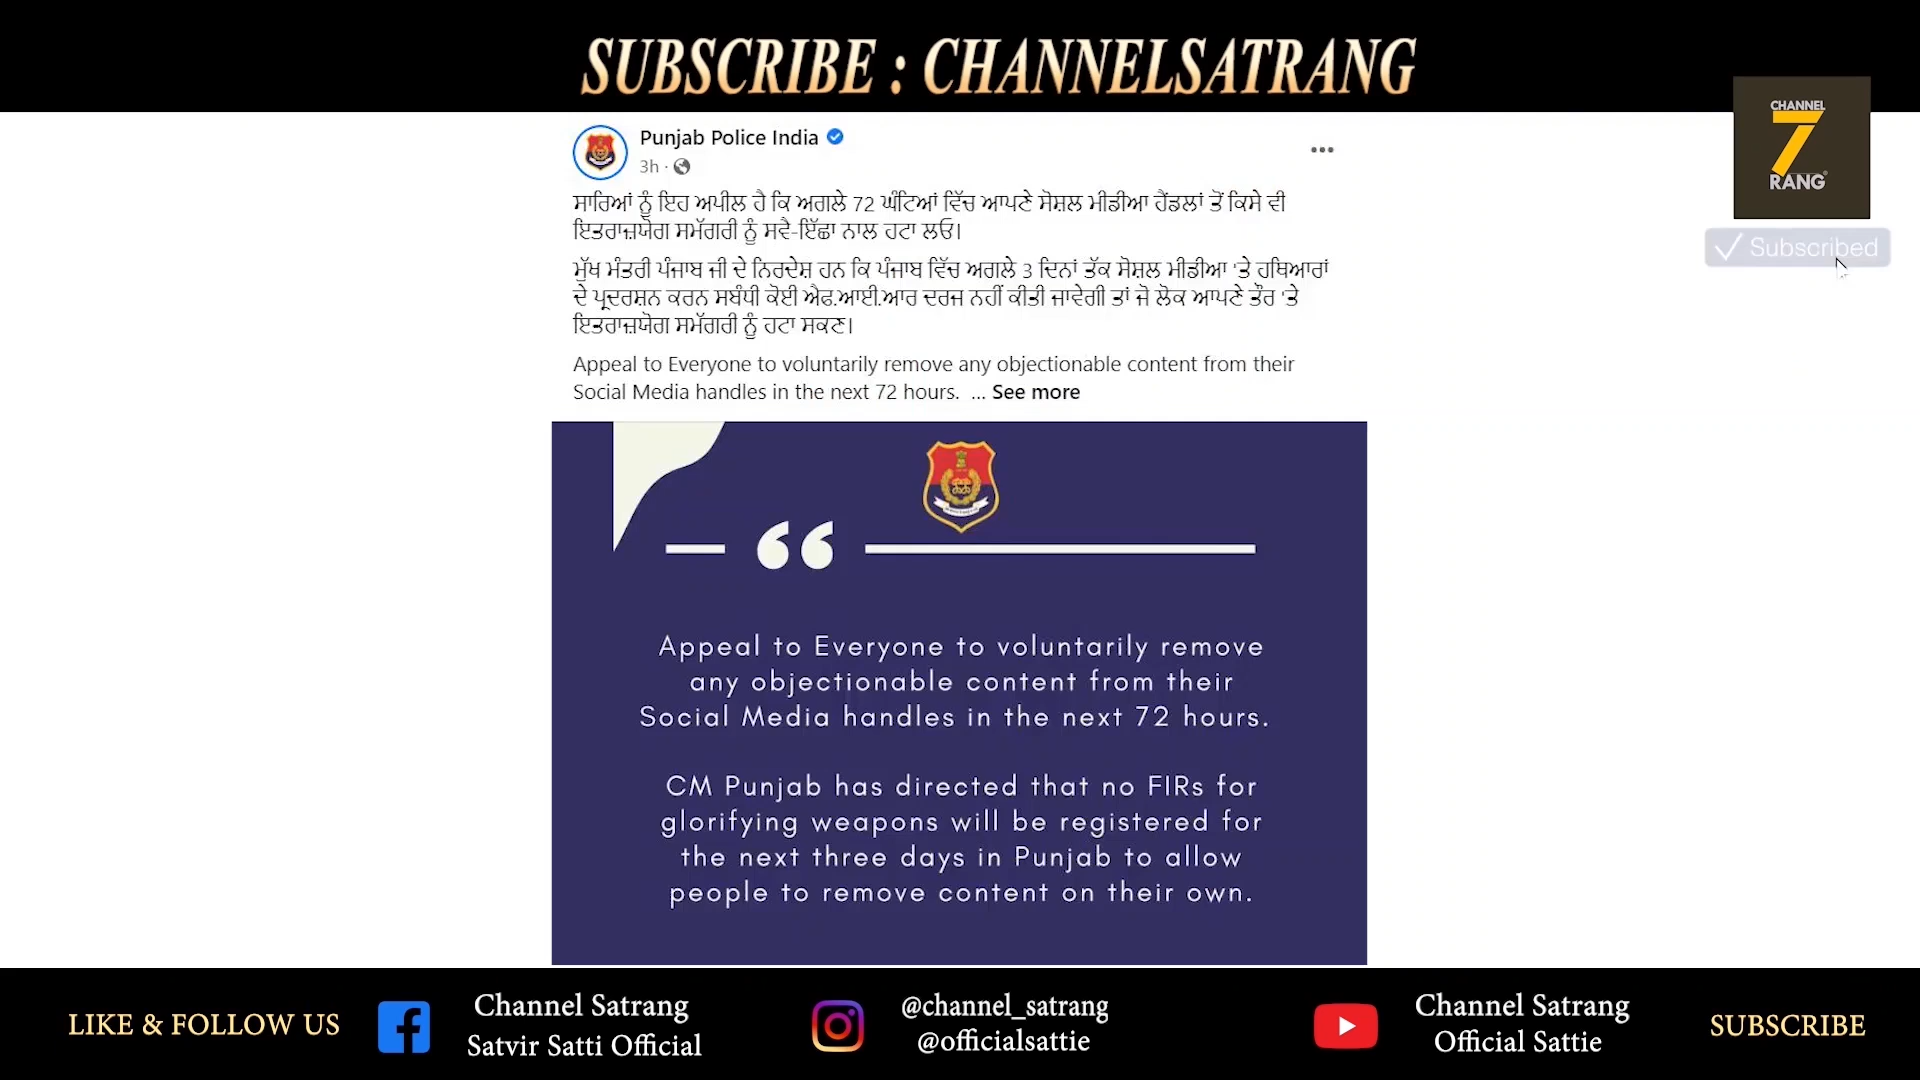 SUBSCRIBE : CHANNELSATRANG
CHANNEL
7
RANG
Subscribed
Punjab Police India
3h ·
ਸਾਰਿਆਂ ਨੂੰ ਇਹ ਅਪੀਲ ਹੈ ਕਿ ਅਗਲੇ 72 ਘੰਟਿਆਂ ਵਿੱਚ ਆਪਣੇ ਸੋਸ਼ਲ ਮੀਡੀਆ ਹੈਂਡਲਾਂ ਤੋਂ ਕਿਸੇ ਵੀ
ਇਤਰਾਜ਼ਯੋਗ ਸਮੱਗਰੀ ਨੂੰ ਸਵੈ-ਇੱਛਾ ਨਾਲ ਹਟਾ ਲਓ।
ਮੁੱਖ ਮੰਤਰੀ ਪੰਜਾਬ ਜੀ ਦੇ ਨਿਰਦੇਸ਼ ਹਨ ਕਿ ਪੰਜਾਬ ਵਿੱਚ ਅਗਲੇ 3 ਦਿਨਾਂ ਤੱਕ ਸੋਸ਼ਲ ਮੀਡੀਆ 'ਤੇ ਹਥਿਆਰਾਂ
ਦੇ ਪ੍ਰਦਰਸ਼ਨ ਕਰਨ ਸਬੰਧੀ ਕੋਈ ਐਫ.ਆਈ.ਆਰ ਦਰਜ ਨਹੀਂ ਕੀਤੀ ਜਾਵੇਗੀ ਤਾਂ ਜੋ ਲੋਕ ਆਪਣੇ ਤੌਰ 'ਤੇ
ਇਤਰਾਜ਼ਯੋਗ ਸਮੱਗਰੀ ਨੂੰ ਹਟਾ ਸਕਣ।
Appeal to Everyone to voluntarily remove any objectionable content from their
Social Media handles in the next 72 hours. ... See more
Appeal to Everyone to voluntarily remove
any objectionable content from their
Social Media handles in the next 72 hours.
CM Punjab has directed that no FIRs for
glorifying weapons will be registered for
the next three days in Punjab to allow
people to remove content on their own.
LIKE & FOLLOW US
Channel Satrang
Satvir Satti Official
@channel_satrang
@officialsattie
Channel Satrang
Official Sattie
SUBSCRIBE